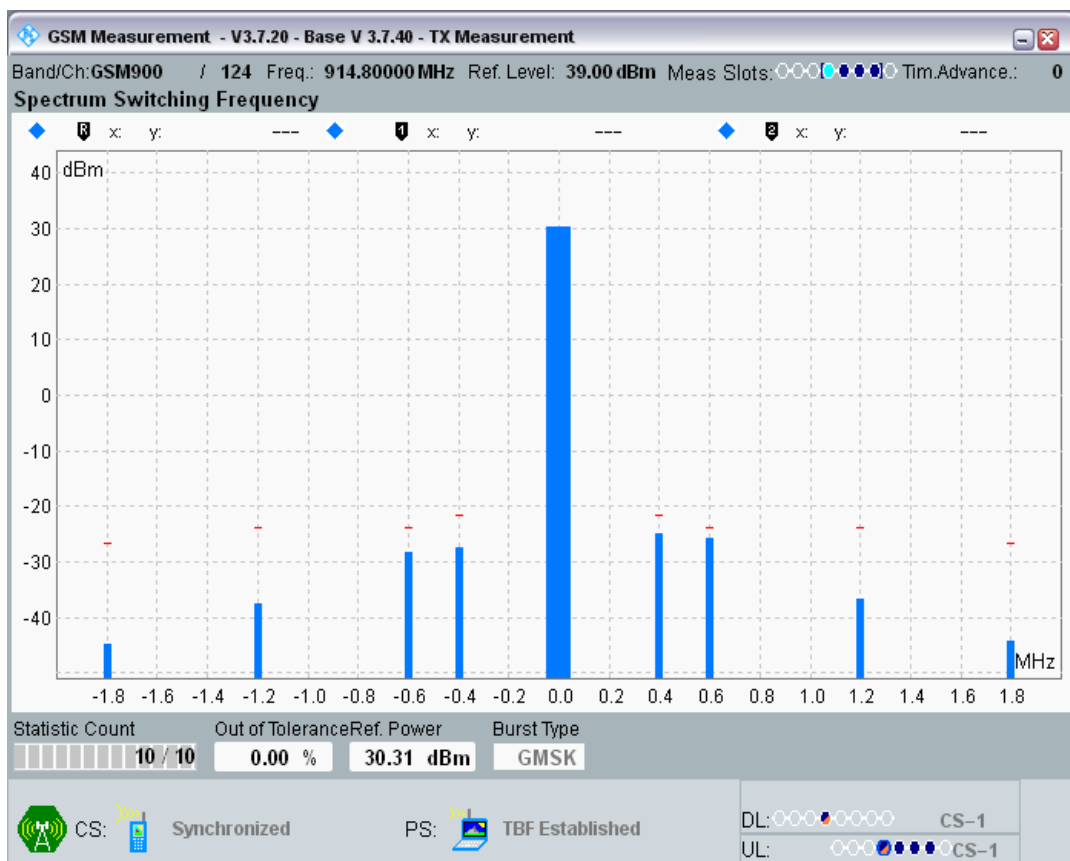 GSM Measurement - V3.7.20 - Base V 3.7.40 - TX Measurement
Band/Ch:GSM900 / 124 Freq.: 914.80000 MHz Ref. Level: 39.00 dBm Meas Slots: Tim.Advance.: 0
Spectrum Switching Frequency
R x: y: --- 1 x: y: --- 2 x: y: ---
dBm
40
30
20
10
0
-10
-20
-30
-40
MHz
-1.8 -1.6 -1.4 -1.2 -1.0 -0.8 -0.6 -0.4 -0.2 0.0 0.2 0.4 0.6 0.8 1.0 1.2 1.4 1.6 1.8
Statistic Count Out of Tolerance Ref. Power Burst Type
10 / 10 0.00 % 30.31 dBm GMSK
CS: Synchronized PS: TBF Established
DL: CS-1
UL: CS-1